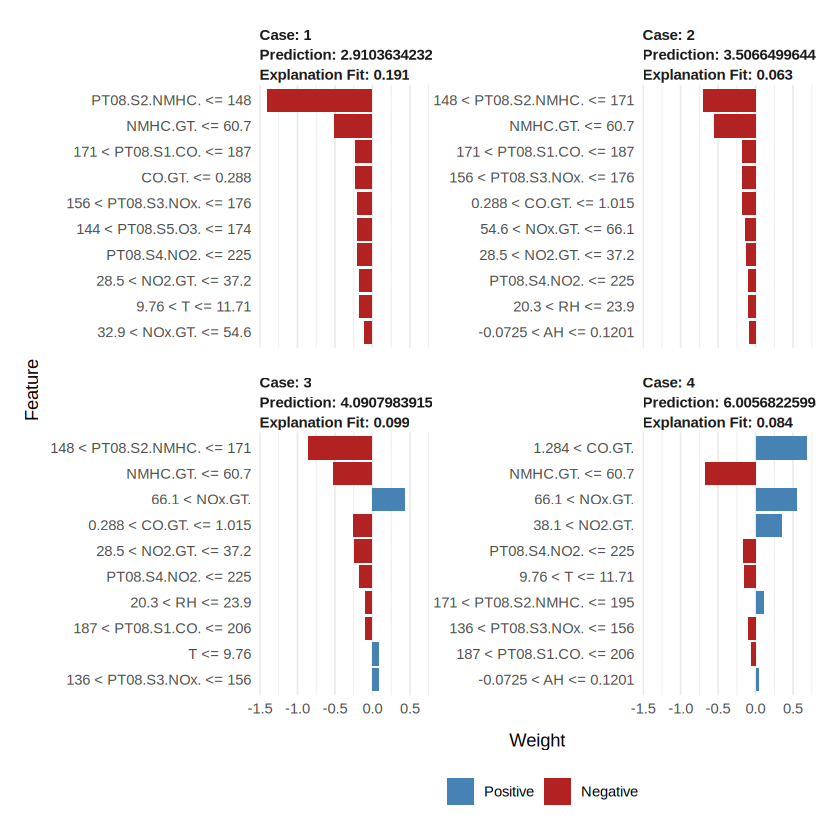 Case: 1
Prediction: 2.9103634232
Explanation Fit: 0.191
PT08.S2.NMHC. <= 148
NMHC.GT. <= 60.7
171 < PT08.S1.CO. <= 187
CO.GT. <= 0.288
156 < PT08.S3.NOx. <= 176
144 < PT08.S5.O3. <= 174
PT08.S4.NO2. <= 225
28.5 < NO2.GT. <= 37.2
9.76 < T <= 11.71
32.9 < NOx.GT. <= 54.6
Case: 2
Prediction: 3.5066499644
Explanation Fit: 0.063
148 < PT08.S2.NMHC. <= 171
NMHC.GT. <= 60.7
171 < PT08.S1.CO. <= 187
156 < PT08.S3.NOx. <= 176
0.288 < CO.GT. <= 1.015
54.6 < NOx.GT. <= 66.1
28.5 < NO2.GT. <= 37.2
PT08.S4.NO2. <= 225
20.3 < RH <= 23.9
-0.0725 < AH <= 0.1201
Feature
Case: 3
Prediction: 4.0907983915
Explanation Fit: 0.099
148 < PT08.S2.NMHC. <= 171
NMHC.GT. <= 60.7
66.1 < NOx.GT.
0.288 < CO.GT. <= 1.015
28.5 < NO2.GT. <= 37.2
PT08.S4.NO2. <= 225
20.3 < RH <= 23.9
187 < PT08.S1.CO. <= 206
T <= 9.76
136 < PT08.S3.NOx. <= 156
-1.5 -1.0 -0.5 0.0 0.5
Case: 4
Prediction: 6.0056822599
Explanation Fit: 0.084
1.284 < CO.GT.
NMHC.GT. <= 60.7
66.1 < NOx.GT.
38.1 < NO2.GT.
PT08.S4.NO2. <= 225
9.76 < T <= 11.71
171 < PT08.S2.NMHC. <= 195
136 < PT08.S3.NOx. <= 156
187 < PT08.S1.CO. <= 206
-0.0725 < AH <= 0.1201
-1.5 -1.0 -0.5 0.0 0.5
Weight
Positive
Negative